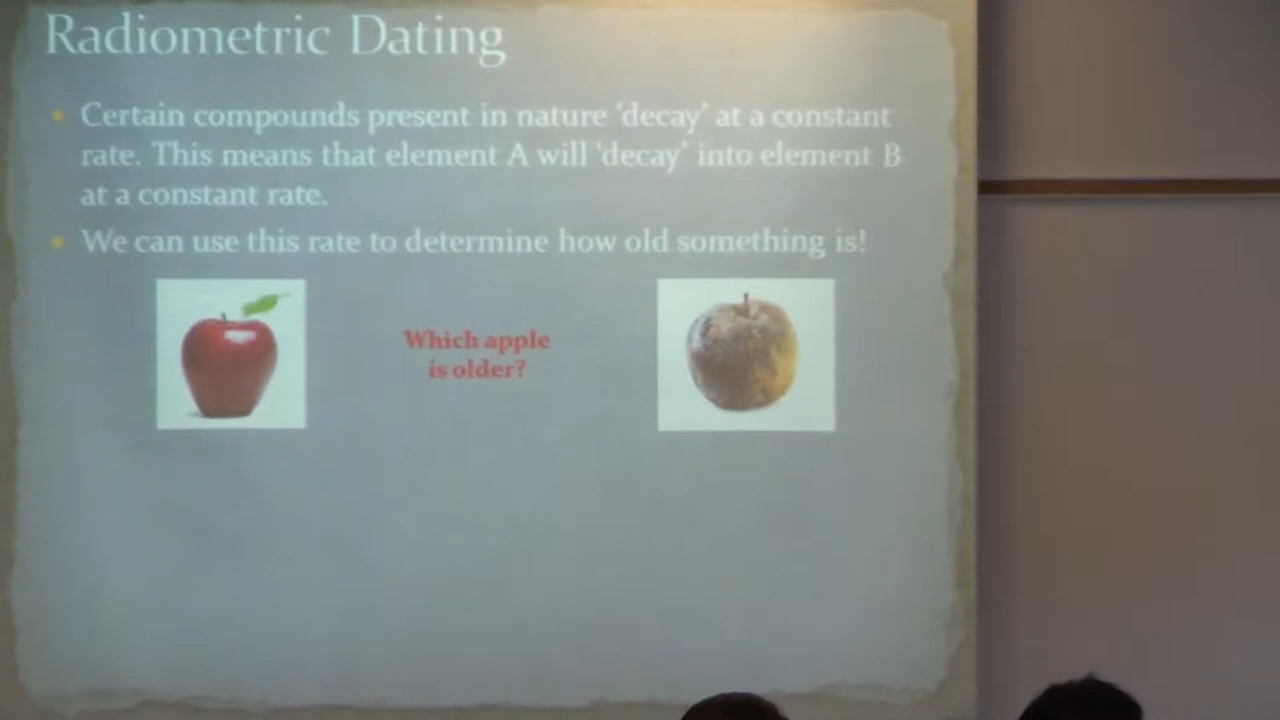 Radiometric Dating
Certain compounds present in nature 'decay' at a constant
rate. This means that element A will 'decay' into element B
at a constant rate.
We can use this rate to determine how old something is!
Which apple
is older?